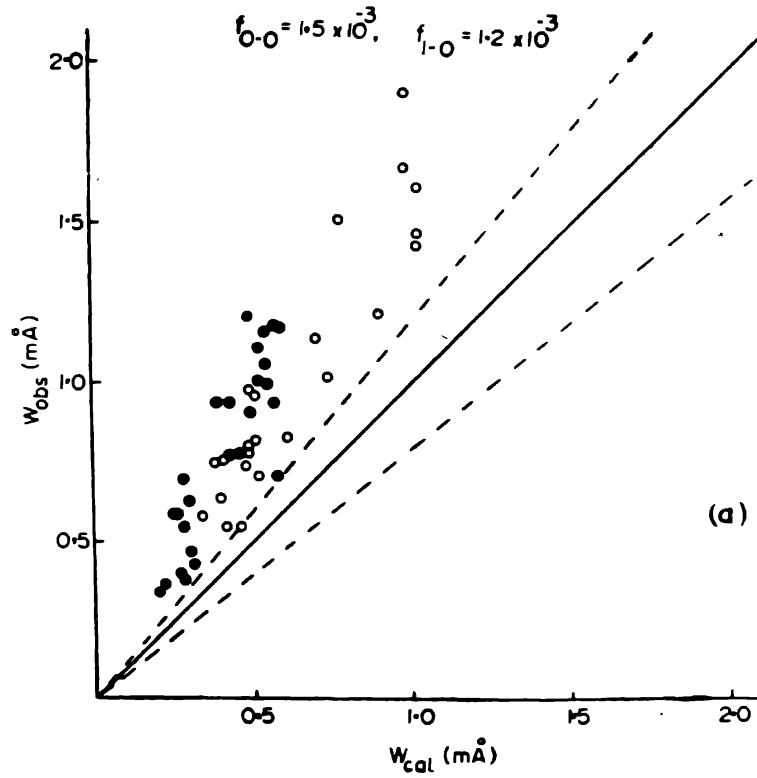 f0-0 = 1·5 x 10-3, f1-0 = 1·2 x 10-3
2·0
1·5
1·0
0·5
Wobs (mÅ)
(a)
0·5
1·0
1·5
2·0
Wcal (mÅ)